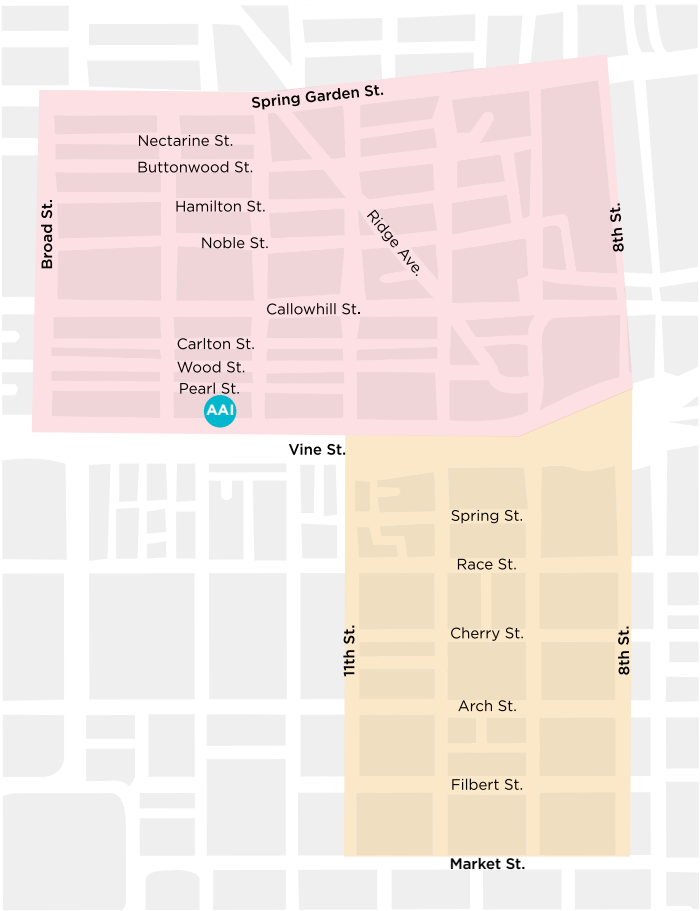 Spring Garden St.
Nectarine St.
Buttonwood St.
Hamilton St.
Broad St.
Ridge Ave.
8th St.
Noble St.
Callowhill St.
Carlton St.
Wood St.
Pearl St.
AAI
Vine St.
Spring St.
Race St.
11th St.
Cherry St.
8th St.
Arch St.
Filbert St.
Market St.